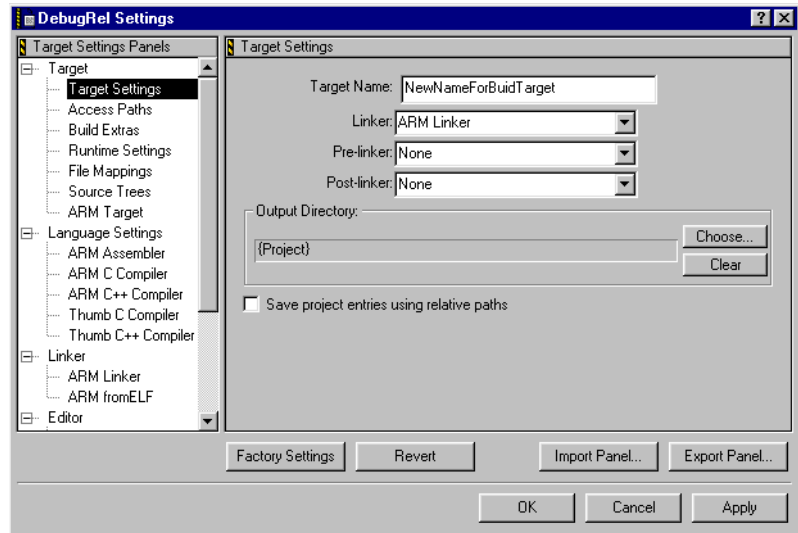 DebugRel Settings
Target Settings Panels
Target
Target Settings
Access Paths
Build Extras
Runtime Settings
File Mappings
Source Trees
ARM Target
Language Settings
ARM Assembler
ARM C Compiler
ARM C++ Compiler
Thumb C Compiler
Thumb C++ Compiler
Linker
ARM Linker
ARM fromELF
Editor
Target Settings
Target Name: NewNameForBuidTarget
Linker: ARM Linker
Pre-linker: None
Post-linker: None
Output Directory:
{Project}
Choose...
Clear
Save project entries using relative paths
Factory Settings Revert Import Panel... Export Panel...
OK Cancel Apply